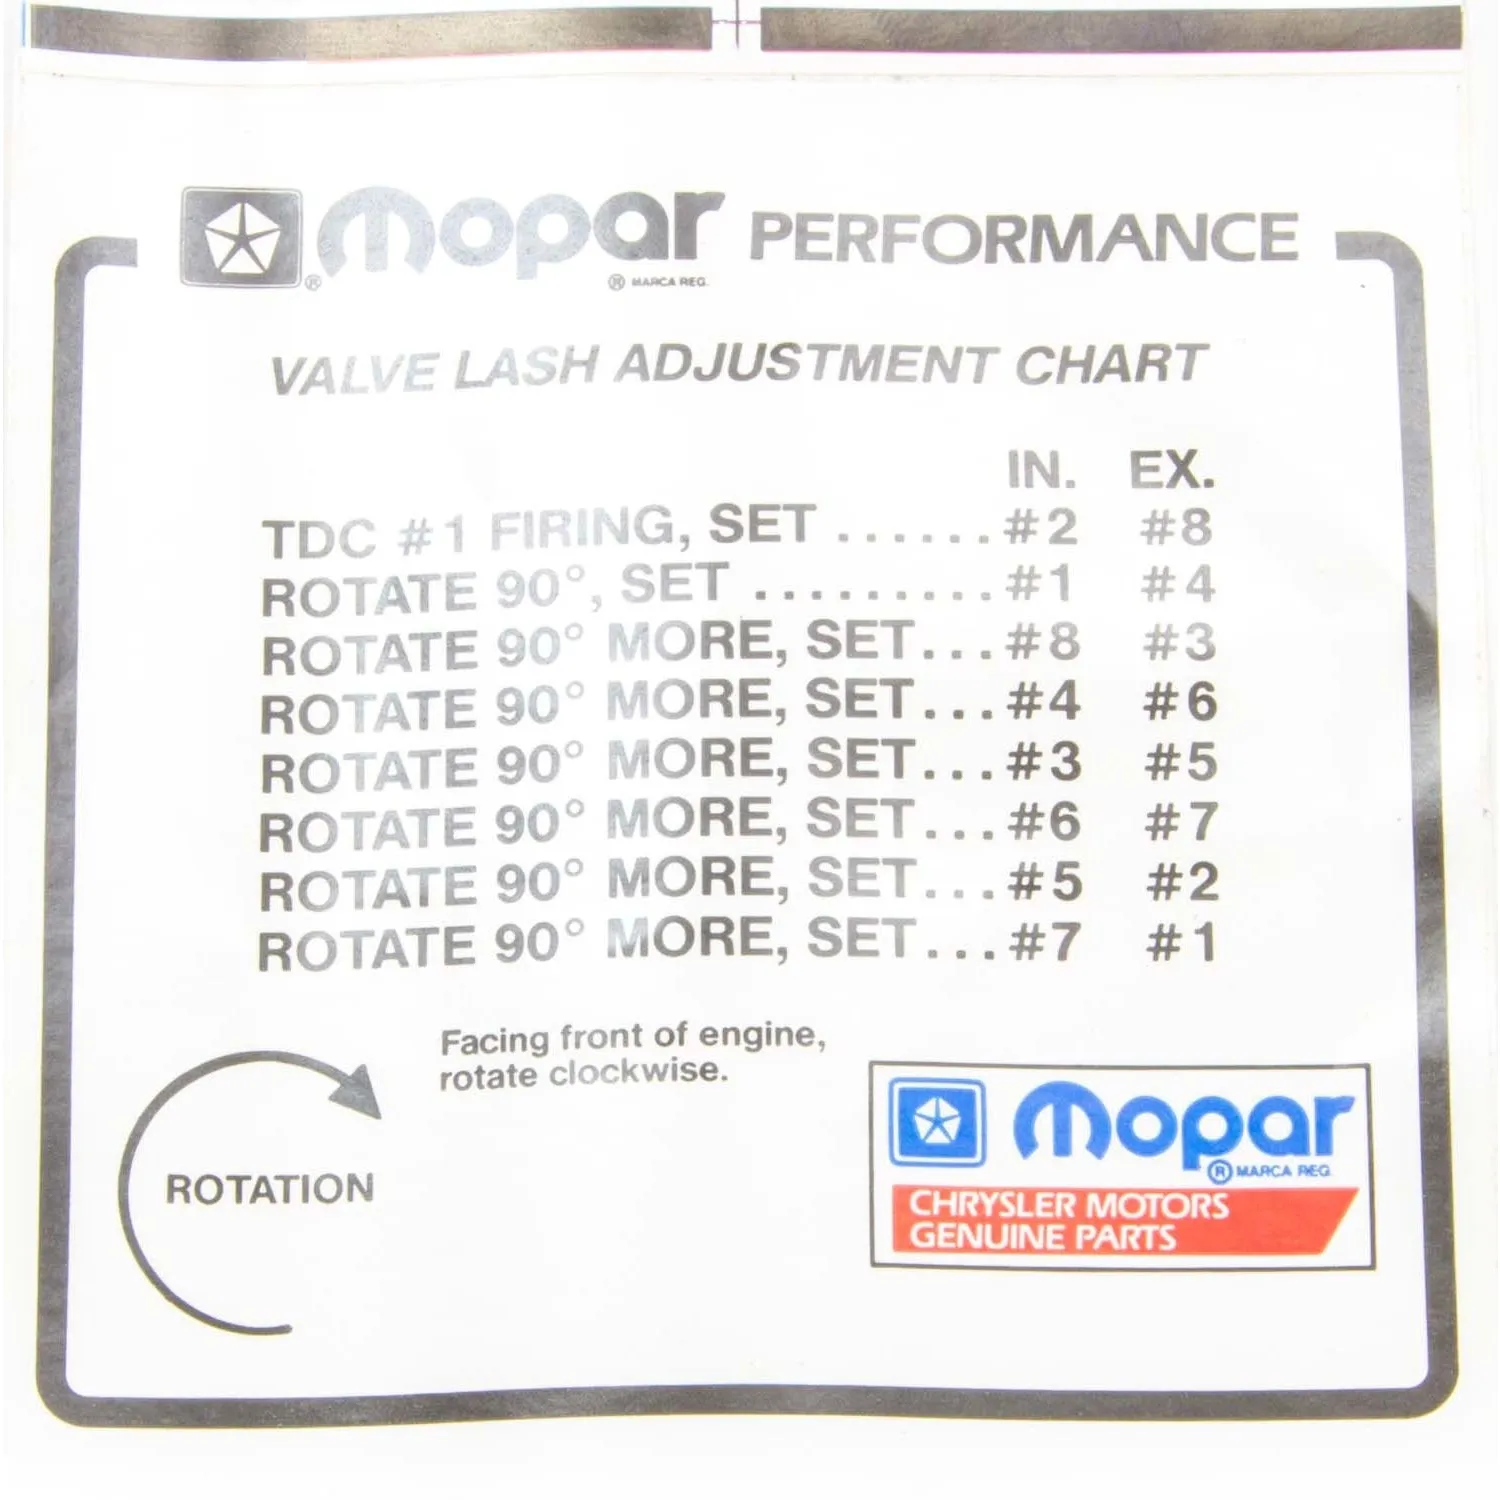 ® mopar PERFORMANCE
® MARCA REG.
VALVE LASH ADJUSTMENT CHART
IN. EX.
TDC #1 FIRING, SET ...... #2 #8
ROTATE 90°, SET .......... #1 #4
ROTATE 90° MORE, SET... #8 #3
ROTATE 90° MORE, SET... #4 #6
ROTATE 90° MORE, SET... #3 #5
ROTATE 90° MORE, SET... #6 #7
ROTATE 90° MORE, SET... #5 #2
ROTATE 90° MORE, SET... #7 #1
Facing front of engine,
rotate clockwise.
ROTATION
mopar
® MARCA REG.
CHRYSLER MOTORS
GENUINE PARTS